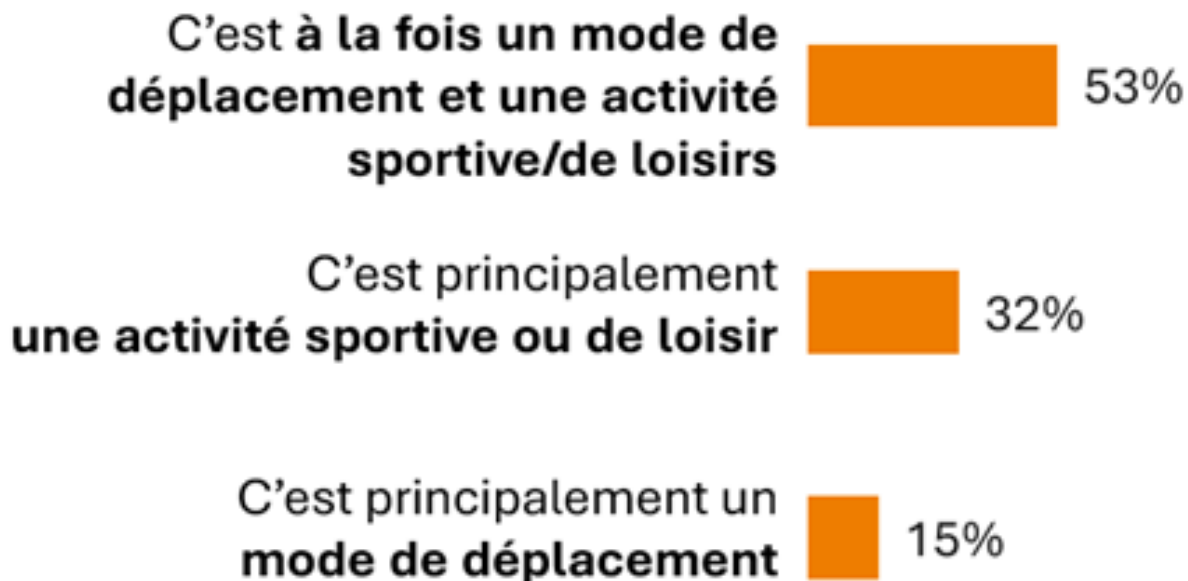 C’est à la fois un mode de
déplacement et une activité
sportive/de loisirs
53%
C’est principalement
une activité sportive ou de loisir
32%
C’est principalement un
mode de déplacement
15%